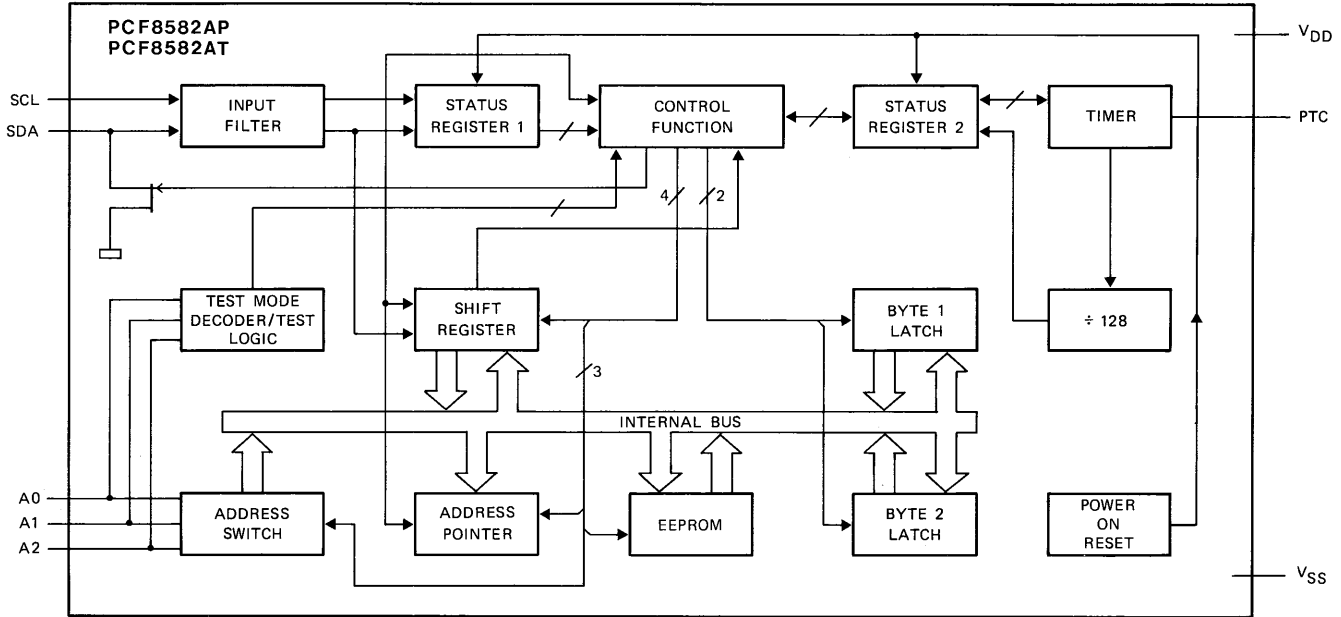 PCF8582AP
PCF8582AT
VDD
SCL
INPUT
FILTER
STATUS
REGISTER 1
CONTROL
FUNCTION
STATUS
REGISTER 2
TIMER
PTC
SDA
4
2
TEST MODE
DECODER/TEST
LOGIC
SHIFT
REGISTER
BYTE 1
LATCH
÷ 128
3
INTERNAL BUS
A0
A1
A2
ADDRESS
SWITCH
ADDRESS
POINTER
EEPROM
BYTE 2
LATCH
POWER
ON
RESET
VSS